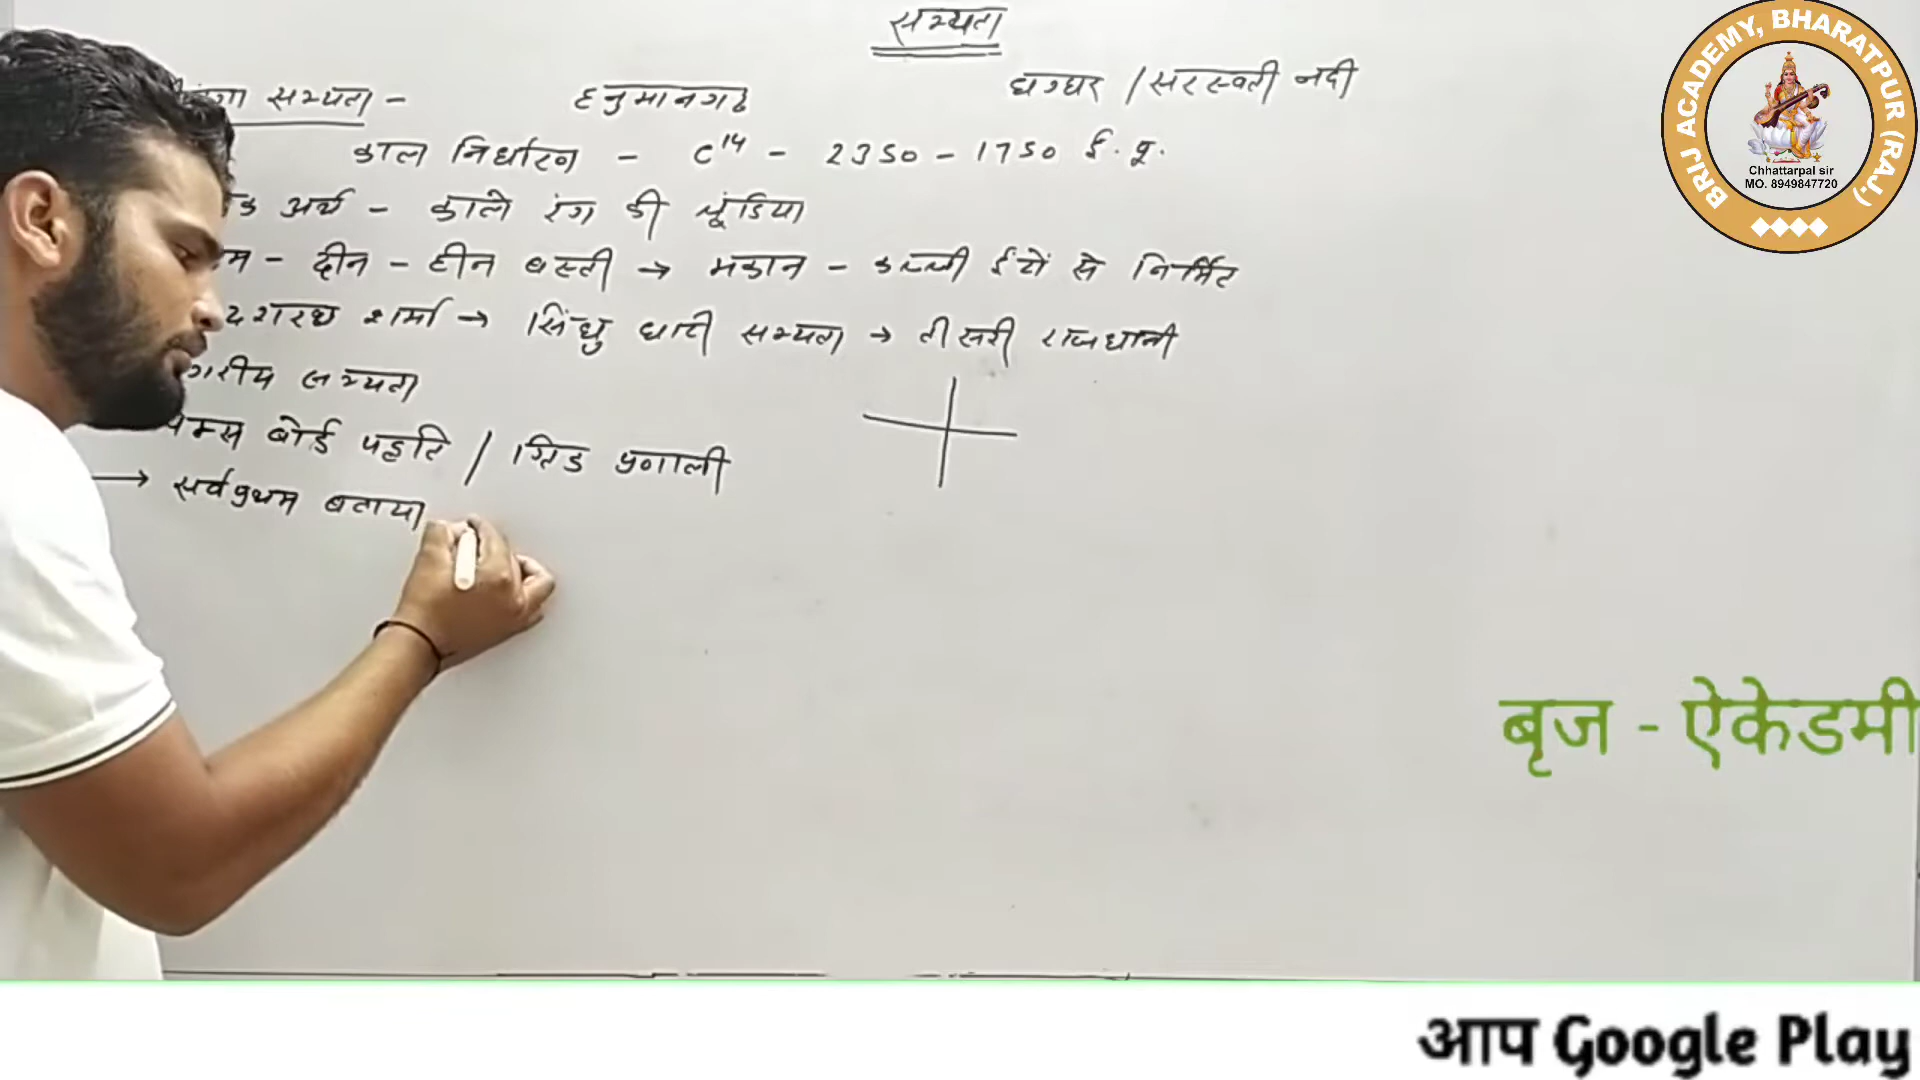 सभ्यता
सभ्यता - हनुमानगढ घग्घर / सरस्वती नदी
काल निर्धारण - C14 - 2350 - 1750 ई. पू.
अर्थ - काले रंग की चूडिया
दीन - हीन बस्ती → मकान - कच्ची ईटों से निर्मित
दशरथ शर्मा → सिंधु घाटी सभ्यता → तीसरी राजधानी
सभ्यता
बोर्ड पद्दति / ग्रिड प्रणाली
→ सर्वप्रथम बताया
BRIJ ACADEMY, BHARATPUR (RAJ.)
Chhattarpal sir
MO. 8949847720
बृज - ऐकेडमी
आप Google Play